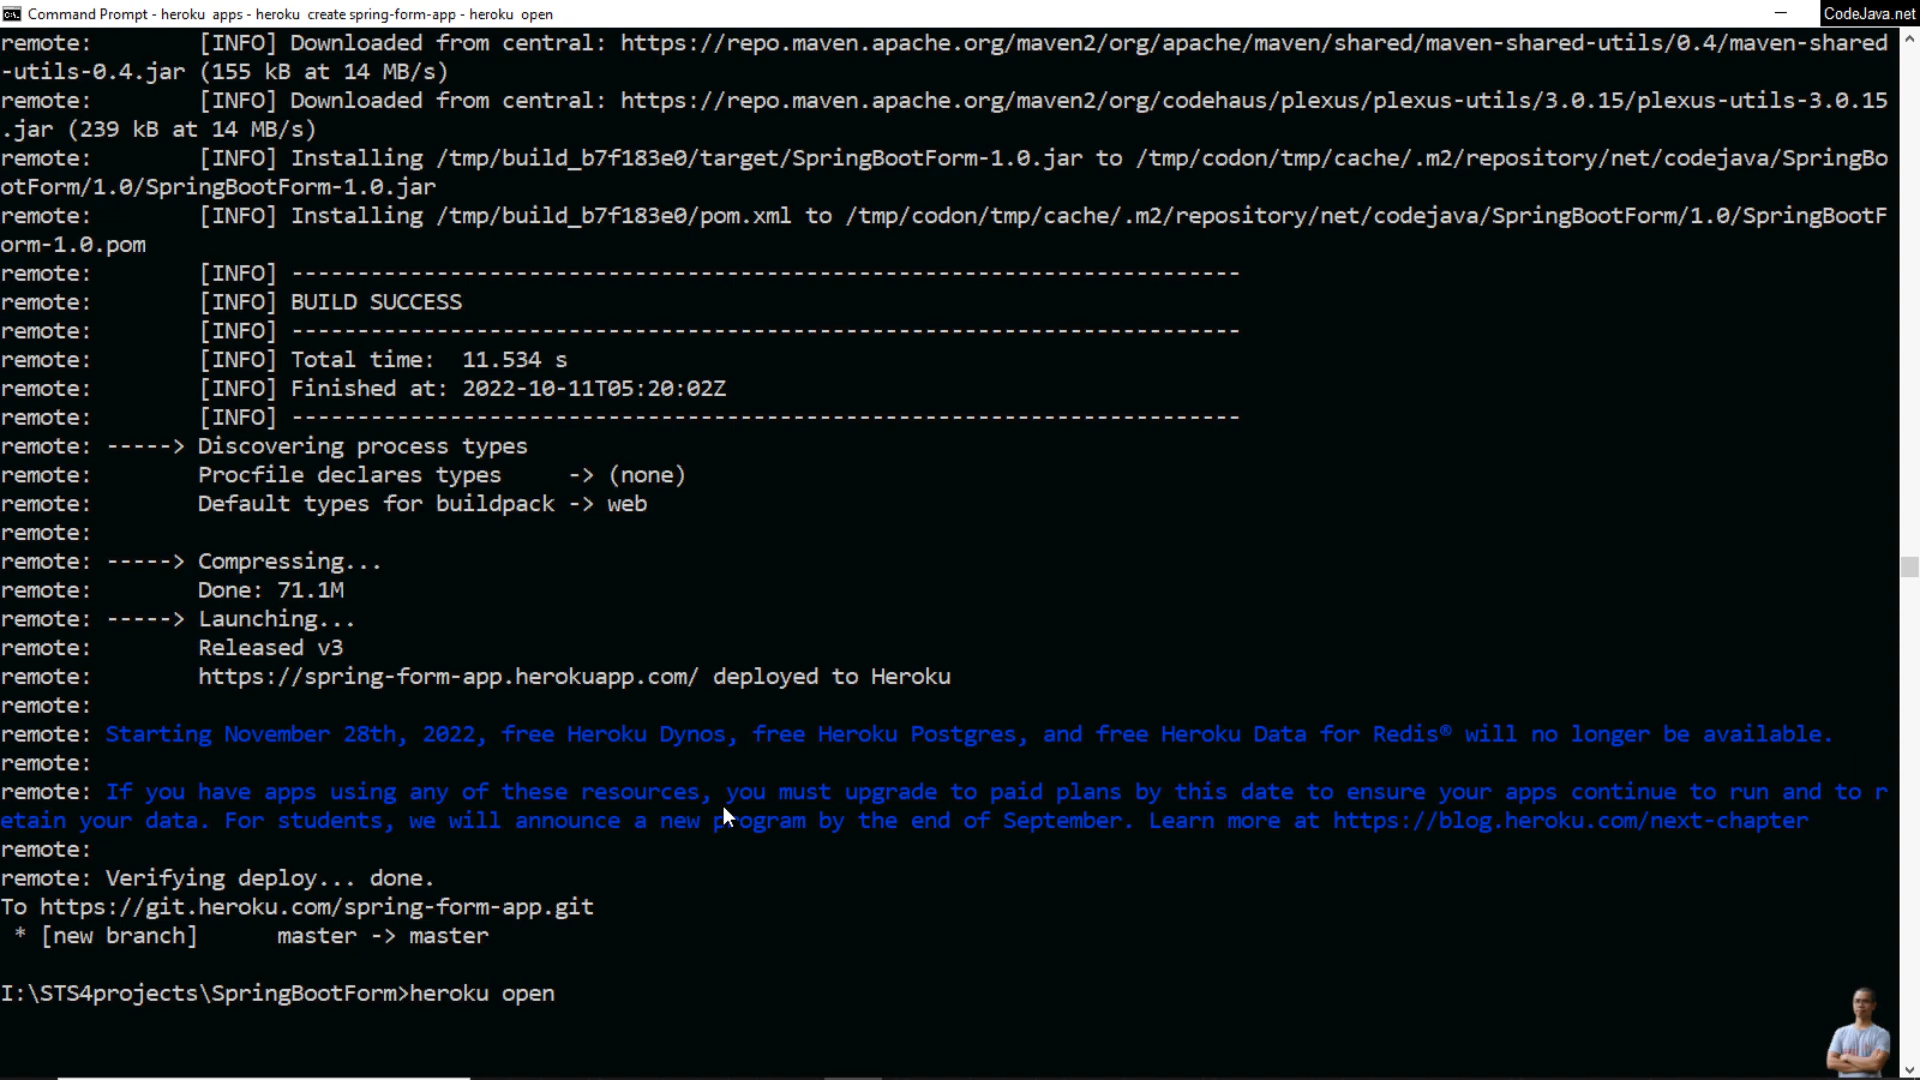 Command Prompt - heroku  apps - heroku  create spring-form-app - heroku  open
CodeJava.net
remote:        [INFO] Downloaded from central: https://repo.maven.apache.org/maven2/org/apache/maven/shared/maven-shared-utils/0.4/maven-shared
-utils-0.4.jar (155 kB at 14 MB/s)
remote:        [INFO] Downloaded from central: https://repo.maven.apache.org/maven2/org/codehaus/plexus/plexus-utils/3.0.15/plexus-utils-3.0.15
.jar (239 kB at 14 MB/s)
remote:        [INFO] Installing /tmp/build_b7f183e0/target/SpringBootForm-1.0.jar to /tmp/codon/tmp/cache/.m2/repository/net/codejava/SpringBo
otForm/1.0/SpringBootForm-1.0.jar
remote:        [INFO] Installing /tmp/build_b7f183e0/pom.xml to /tmp/codon/tmp/cache/.m2/repository/net/codejava/SpringBootForm/1.0/SpringBootF
orm-1.0.pom
remote:        [INFO] ------------------------------------------------------------------------
remote:        [INFO] BUILD SUCCESS
remote:        [INFO] ------------------------------------------------------------------------
remote:        [INFO] Total time:  11.534 s
remote:        [INFO] Finished at: 2022-10-11T05:20:02Z
remote:        [INFO] ------------------------------------------------------------------------
remote: -----> Discovering process types
remote:        Procfile declares types     -> (none)
remote:        Default types for buildpack -> web
remote:
remote: -----> Compressing...
remote:        Done: 71.1M
remote: -----> Launching...
remote:        Released v3
remote:        https://spring-form-app.herokuapp.com/ deployed to Heroku
remote:
remote: Starting November 28th, 2022, free Heroku Dynos, free Heroku Postgres, and free Heroku Data for Redis® will no longer be available.
remote:
remote: If you have apps using any of these resources, you must upgrade to paid plans by this date to ensure your apps continue to run and to r
etain your data. For students, we will announce a new program by the end of September. Learn more at https://blog.heroku.com/next-chapter
remote:
remote: Verifying deploy... done.
To https://git.heroku.com/spring-form-app.git
 * [new branch]      master -> master
I:\STS4projects\SpringBootForm>heroku open